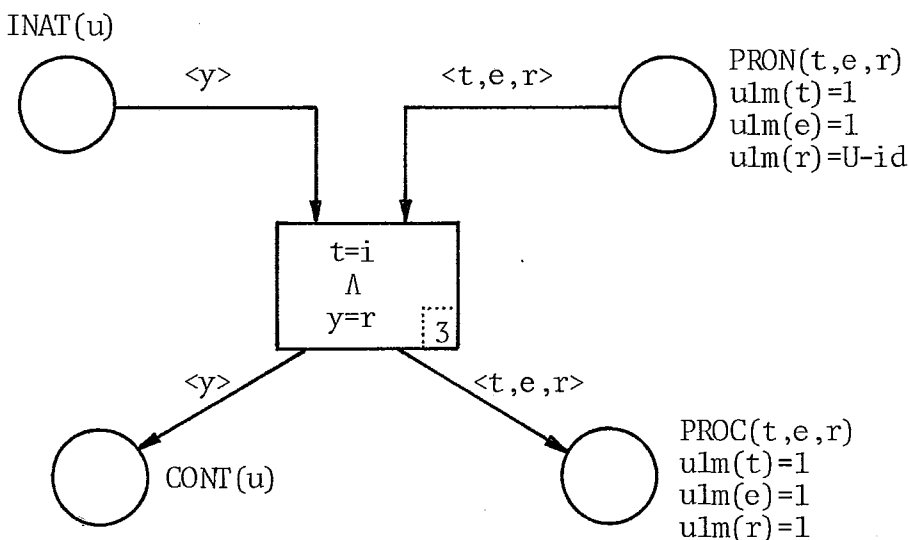 INAT(u)
<y>
<t,e,r>
PRON(t,e,r)
ulm(t)=1
ulm(e)=1
ulm(r)=U-id
t=i
Λ
y=r
3
<y>
<t,e,r>
CONT(u)
PROC(t,e,r)
ulm(t)=1
ulm(e)=1
ulm(r)=1